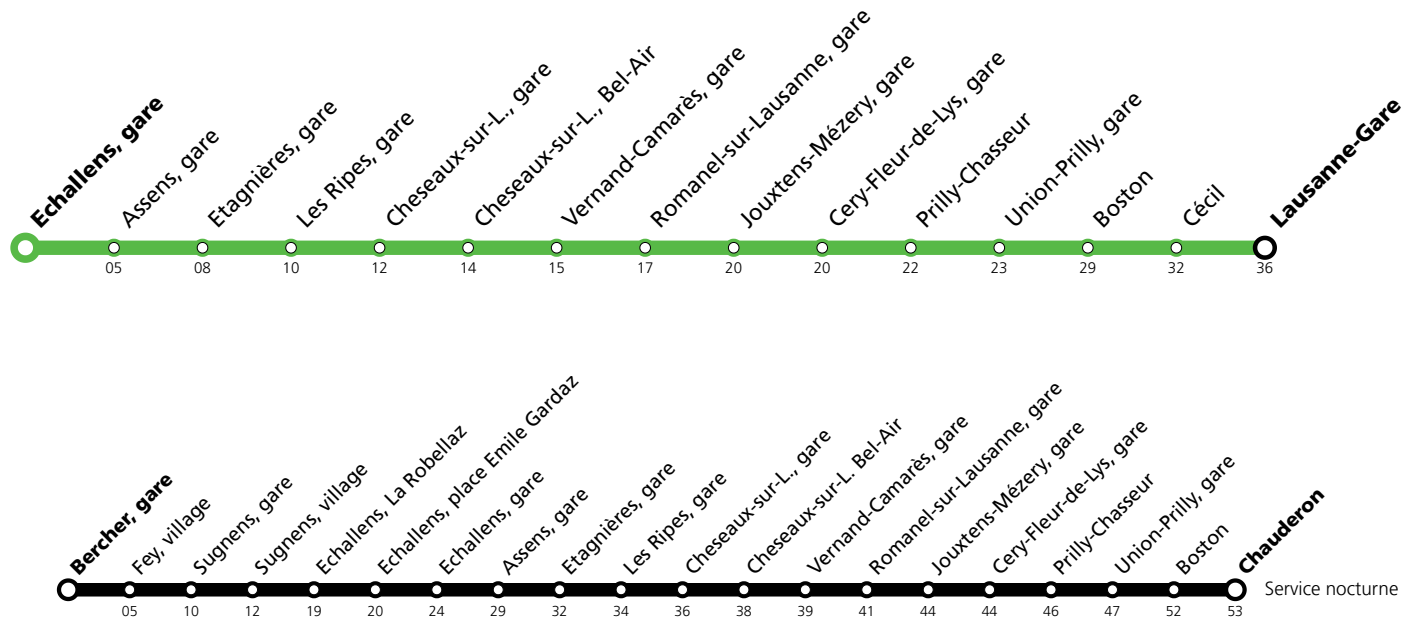 Echallens, gare
Assens, gare
Etagnières, gare
Les Ripes, gare
Cheseaux-sur-L., gare
Cheseaux-sur-L., Bel-Air
Vernand-Camarès, gare
Romanel-sur-Lausanne, gare
Jouxtens-Mézery, gare
Cery-Fleur-de-Lys, gare
Prilly-Chasseur
Union-Prilly, gare
Boston
Cécil
Lausanne-Gare
05 08 10 12 14 15 17 20 20 22 23 29 32 36
Bercher, gare
Fey, village
Sugnens, gare
Sugnens, village
Echallens, La Robellaz
Echallens, place Emile Gardaz
Echallens, gare
Assens, gare
Etagnières, gare
Les Ripes, gare
Cheseaux-sur-L., gare
Cheseaux-sur-L. Bel-Air
Vernand-Camarès, gare
Romanel-sur-Lausanne, gare
Jouxtens-Mézery, gare
Cery-Fleur-de-Lys, gare
Prilly-Chasseur
Union-Prilly, gare
Boston
Chauderon
Service nocturne
05 10 12 19 20 24 29 32 34 36 38 39 41 44 44 46 47 52 53